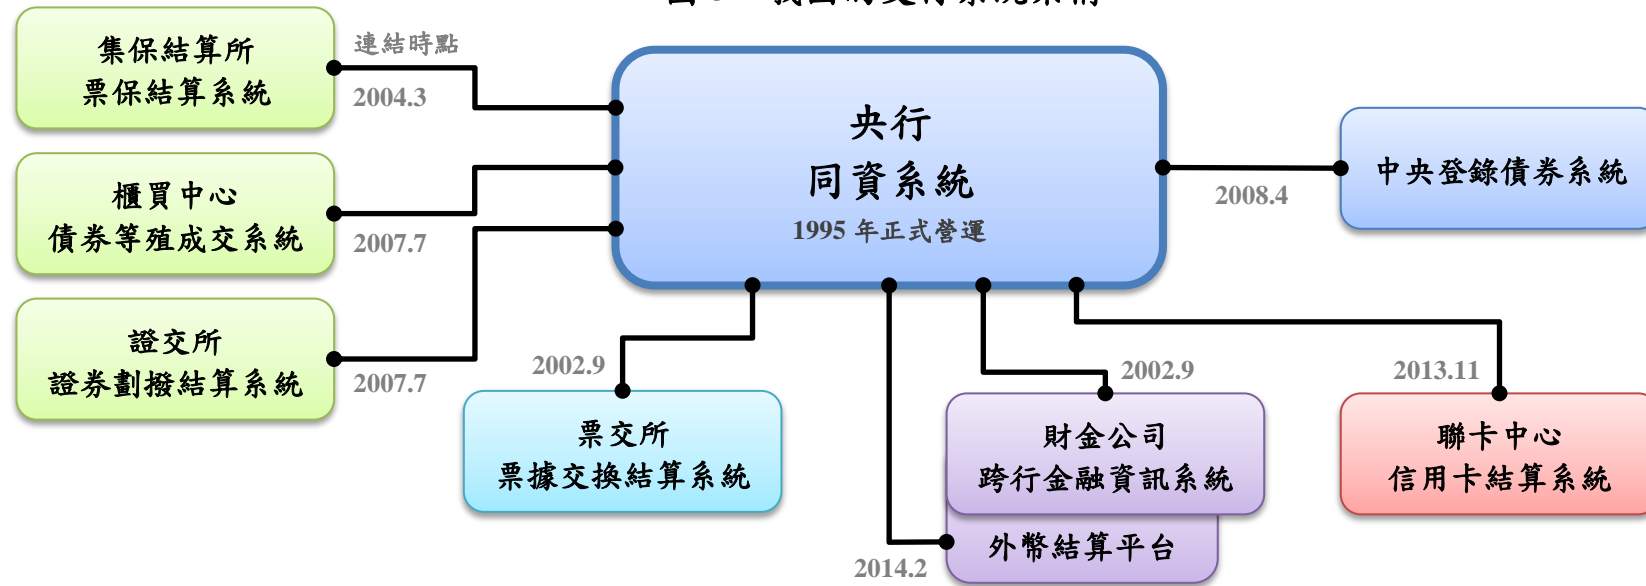 集保結算所
票保結算系統
連結時點
2004.3
櫃買中心
債券等殖成交系統
2007.7
證交所
證券劃撥結算系統
2007.7
央行
同資系統
1995 年正式營運
2008.4
中央登錄債券系統
2002.9
票交所
票據交換結算系統
2002.9
財金公司
跨行金融資訊系統
2014.2
外幣結算平台
2013.11
聯卡中心
信用卡結算系統